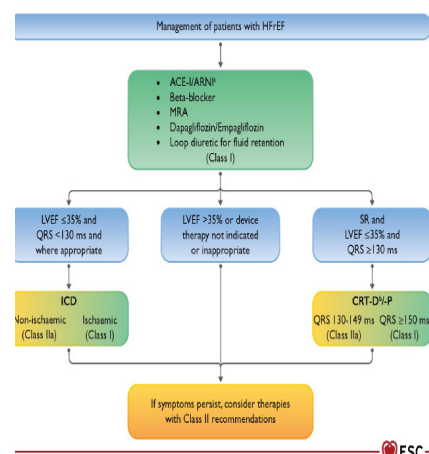 Management of patients with HFrEF
• ACE-I/ARNIᵃ
• Beta-blocker
• MRA
• Dapagliflozin/Empagliflozin
• Loop diuretic for fluid retention
(Class I)
LVEF ≤35% and
QRS <130 ms and
where appropriate
LVEF >35% or device
therapy not indicated
or inappropriate
SR and
LVEF ≤35% and
QRS ≥130 ms
ICD
Non-ischaemic Ischaemic
(Class IIa) (Class I)
CRT-Dᵇ/-P
QRS 130-149 ms QRS ≥150 ms
(Class IIa) (Class I)
If symptoms persist, consider therapies
with Class II recommendations
ESC